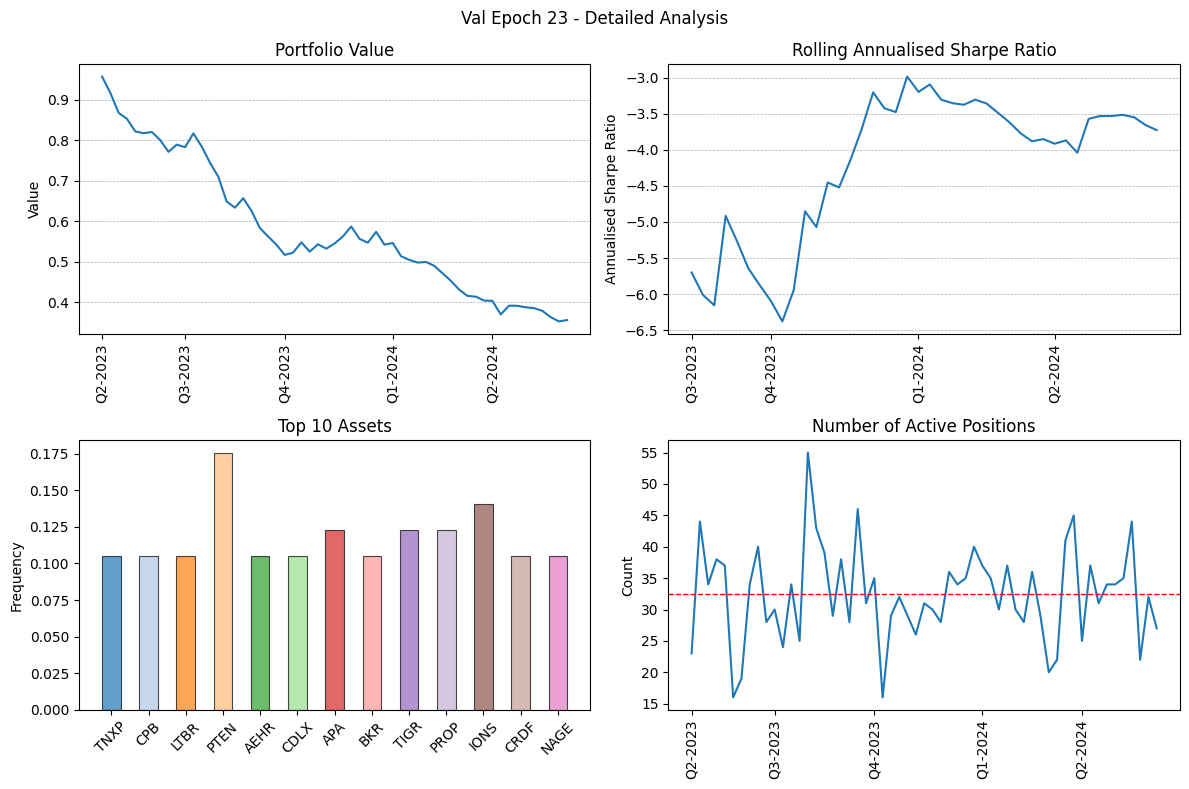 Val Epoch 23 - Detailed Analysis
Portfolio Value
Value
0.9
0.8
0.7
0.6
0.5
0.4
Q2-2023
Q3-2023
Q4-2023
Q1-2024
Q2-2024
Rolling Annualised Sharpe Ratio
Annualised Sharpe Ratio
−3.0
−3.5
−4.0
−4.5
−5.0
−5.5
−6.0
−6.5
Q3-2023
Q4-2023
Q1-2024
Q2-2024
Top 10 Assets
Frequency
0.175
0.150
0.125
0.100
0.075
0.050
0.025
0.000
TNXP
CPB
LTBR
PTEN
AEHR
CDLX
APA
BKR
TIGR
PROP
IONS
CRDF
NAGE
Number of Active Positions
Count
55
50
45
40
35
30
25
20
15
Q2-2023
Q3-2023
Q4-2023
Q1-2024
Q2-2024